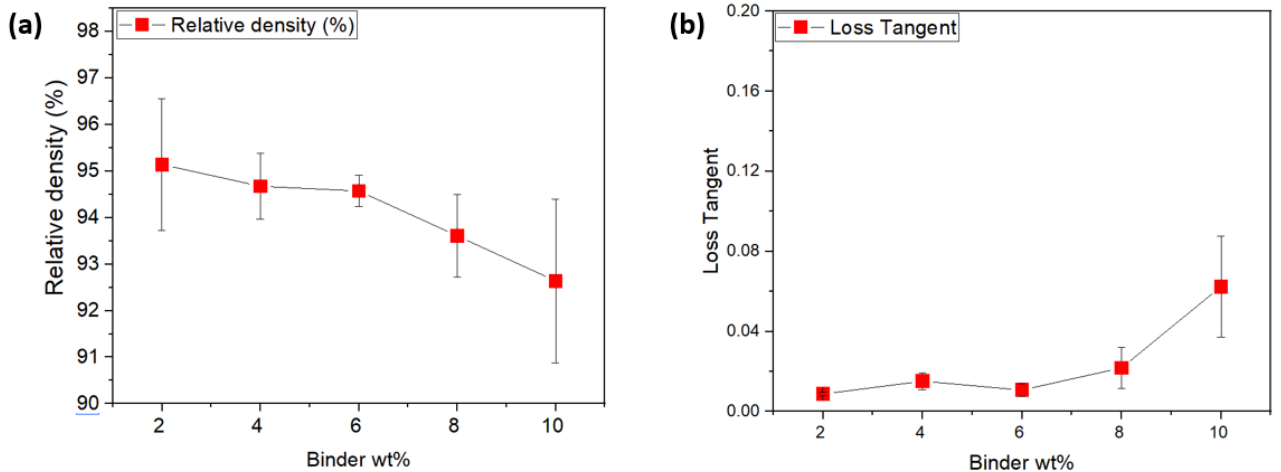 (a)
Relative density (%)
98
97
96
95
94
93
92
91
90
Relative density (%)
2 4 6 8 10
Binder wt%
(b)
Loss Tangent
0.20
0.16
0.12
0.08
0.04
0.00
Loss Tangent
2 4 6 8 10
Binder wt%